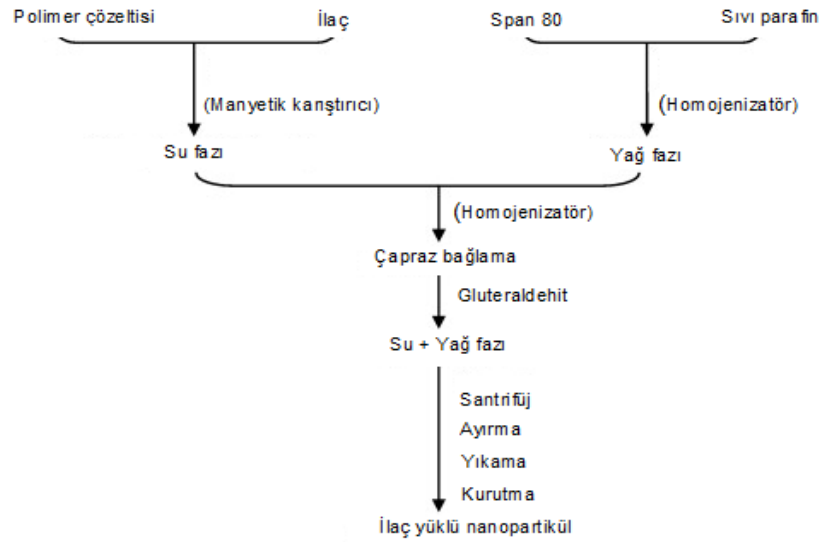 Polimer çözeltisi İlaç Span 80 Sıvı parafin
(Manyetik karıştırıcı) (Homojenizatör)
Su fazı Yağ fazı
(Homojenizatör)
Çapraz bağlama
Gluteraldehit
Su + Yağ fazı
Santrifüj
Ayırma
Yıkama
Kurutma
İlaç yüklü nanopartikül